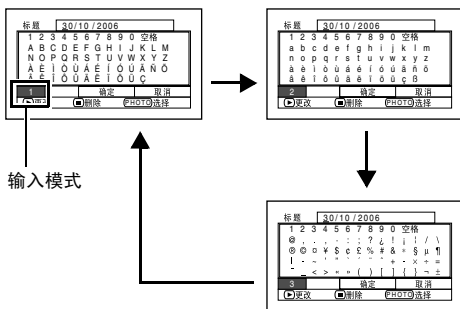 标题 30/10/2006
1 2 3 4 5 6 7 8 9 0 空格
A B C D E F G H I J K L M
N O P Q R S T U V W X Y Z
À È Ì Ò Ù Á É Í Ó Ú Ã Ñ Õ
Â Ê Î Ô Û Ä Ë Ï Ö Ü Ç
1 确定 取消
更改 删除 PHOTO 选择
输入模式
标题 30/10/2006
1 2 3 4 5 6 7 8 9 0 空格
a b c d e f g h i j k l m
n o p q r s t u v w x y z
à è ì ò ù á é í ó ú ã ñ õ
â ê î ô û ä ë ï ö ü ç ß
2 确定 取消
更改 删除 PHOTO 选择
标题 30/10/2006
1 2 3 4 5 6 7 8 9 0 空格
@ , . · : ; ? ¿ ! ¡ ¦ / \
® © ¤ ¥ $ ¢ £ % # & ª § µ ¶
+ - × ÷ =
_ < > « » ( ) [ ] { } ¬ ±
3 确定 取消
更改 删除 PHOTO 选择